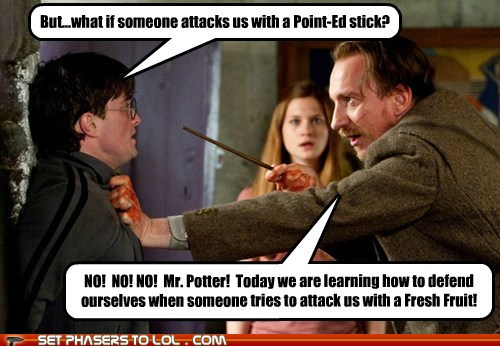 But...what if someone attacks us with a Point-Ed stick?
NO!  NO! NO!  Mr. Potter!  Today we are learning how to defend
ourselves when someone tries to attack us with a Fresh Fruit!
SET PHASERS TO LOL . COM